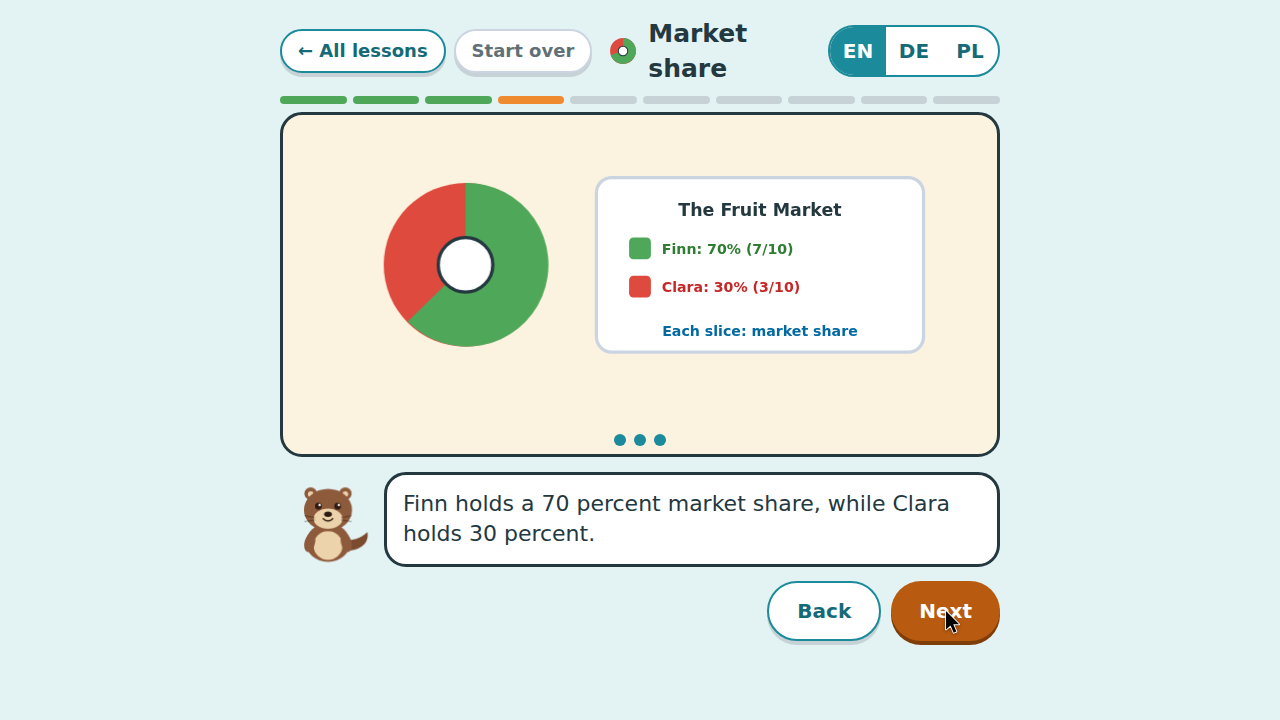 ← All lessons
Start over
Market
share
EN
DE
PL
The Fruit Market
Finn: 70% (7/10)
Clara: 30% (3/10)
Each slice: market share
Finn holds a 70 percent market share, while Clara
holds 30 percent.
Back
Next